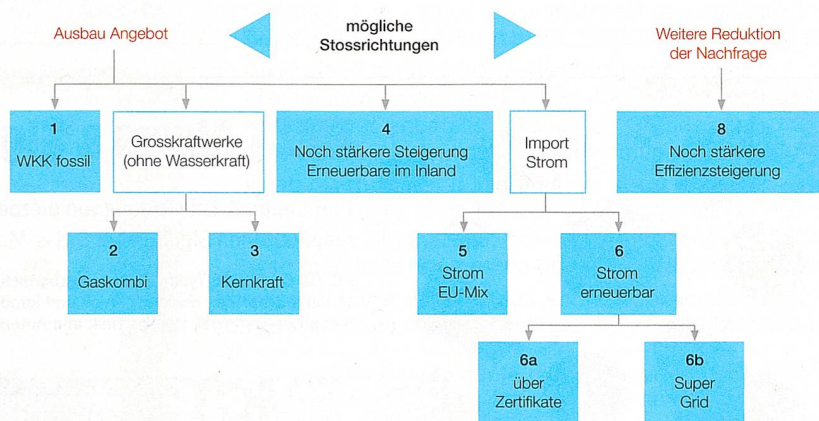 Ausbau Angebot
mögliche
Stossrichtungen
Weitere Reduktion
der Nachfrage
1
WKK fossil
Grosskraftwerke
(ohne Wasserkraft)
4
Noch stärkere Steigerung
Erneuerbare im Inland
Import
Strom
8
Noch stärkere
Effizienzsteigerung
2
Gaskombi
3
Kernkraft
5
Strom
EU-Mix
6
Strom
erneuerbar
6a
über
Zertifikate
6b
Super
Grid